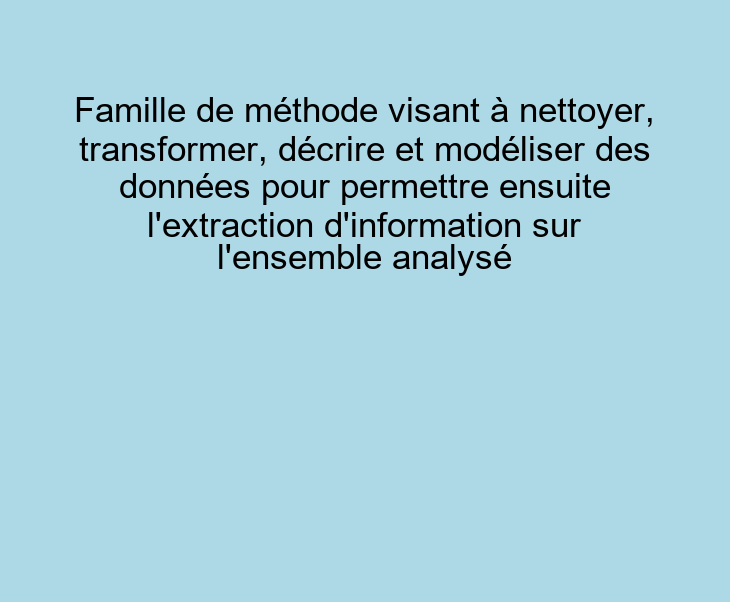 Famille de méthode visant à nettoyer,
transformer, décrire et modéliser des
données pour permettre ensuite
l'extraction d'information sur
l'ensemble analysé